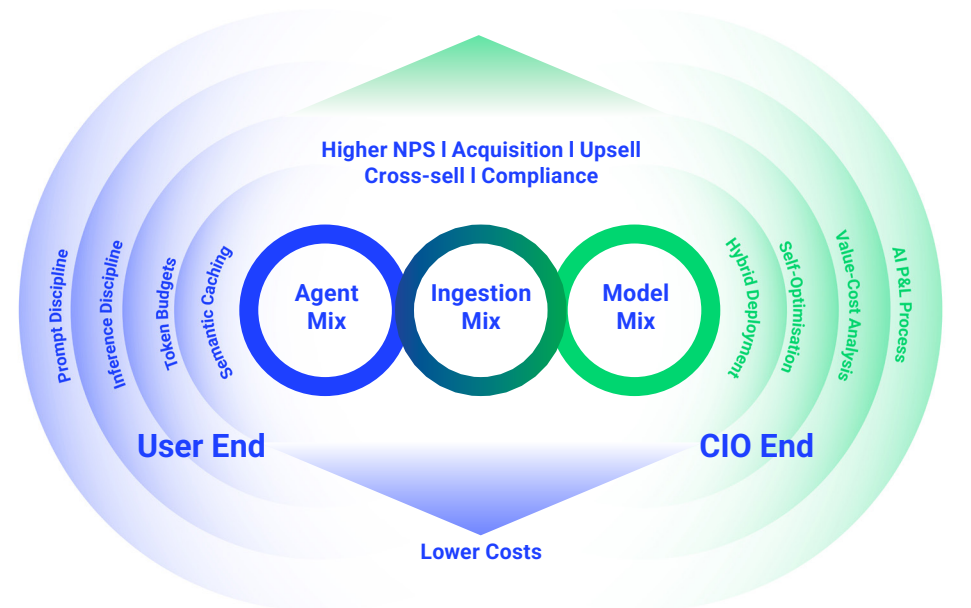 Higher NPS l Acquisition l Upsell
Cross-sell l Compliance
Prompt Discipline
Inference Discipline
Token Budgets
Semantic Caching
Agent
Mix
Ingestion
Mix
Model
Mix
Hybrid Deployment
Self-Optimisation
Value-Cost Analysis
AI P&L Process
User End
CIO End
Lower Costs